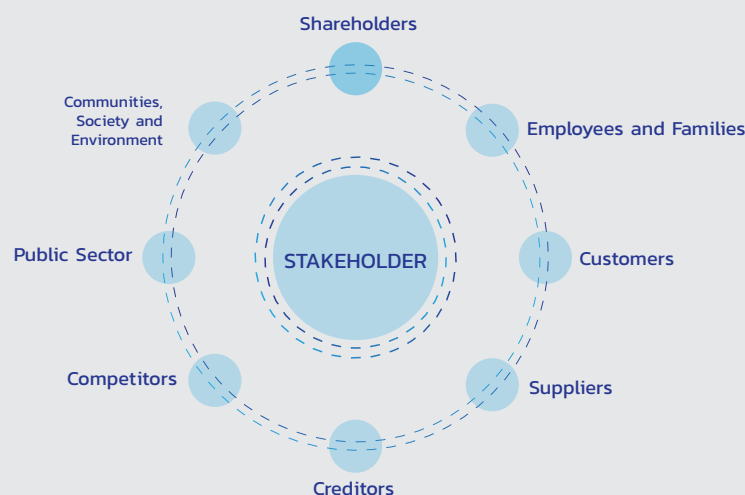 Shareholders
Communities,
Society and
Environment
Employees and Families
Public Sector
STAKEHOLDER
Customers
Competitors
Suppliers
Creditors